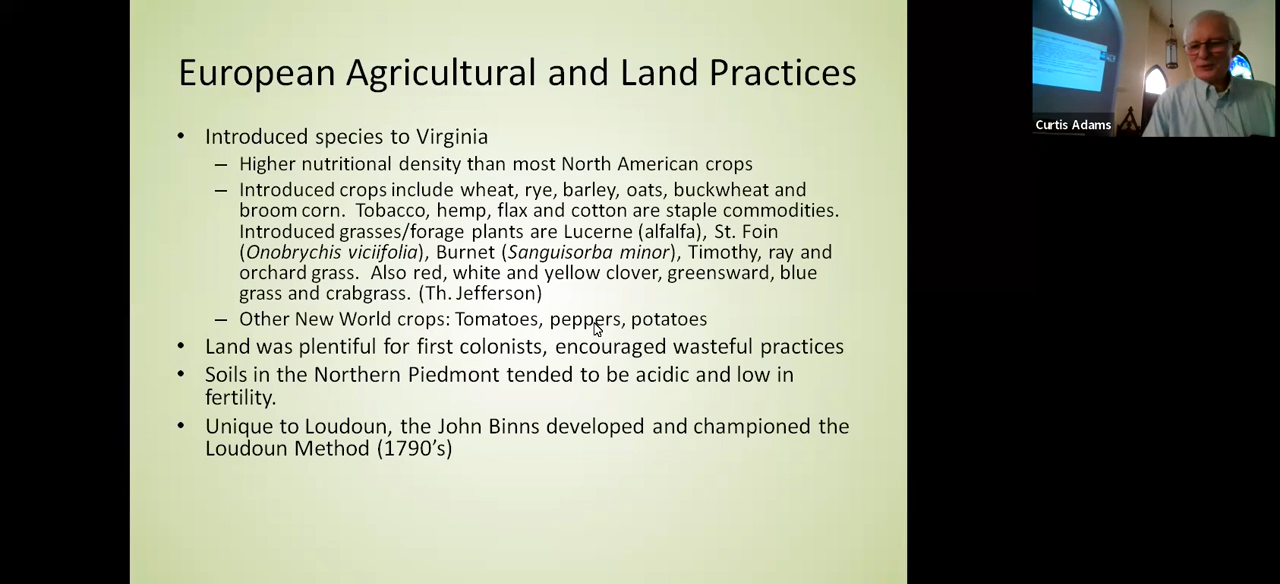 European Agricultural and Land Practices
• Introduced species to Virginia
– Higher nutritional density than most North American crops
– Introduced crops include wheat, rye, barley, oats, buckwheat and
broom corn. Tobacco, hemp, flax and cotton are staple commodities.
Introduced grasses/forage plants are Lucerne (alfalfa), St. Foin
(Onobrychis viciifolia), Burnet (Sanguisorba minor), Timothy, ray and
orchard grass. Also red, white and yellow clover, greensward, blue
grass and crabgrass. (Th. Jefferson)
– Other New World crops: Tomatoes, peppers, potatoes
• Land was plentiful for first colonists, encouraged wasteful practices
• Soils in the Northern Piedmont tended to be acidic and low in
fertility.
• Unique to Loudoun, the John Binns developed and championed the
Loudoun Method (1790’s)
Curtis Adams